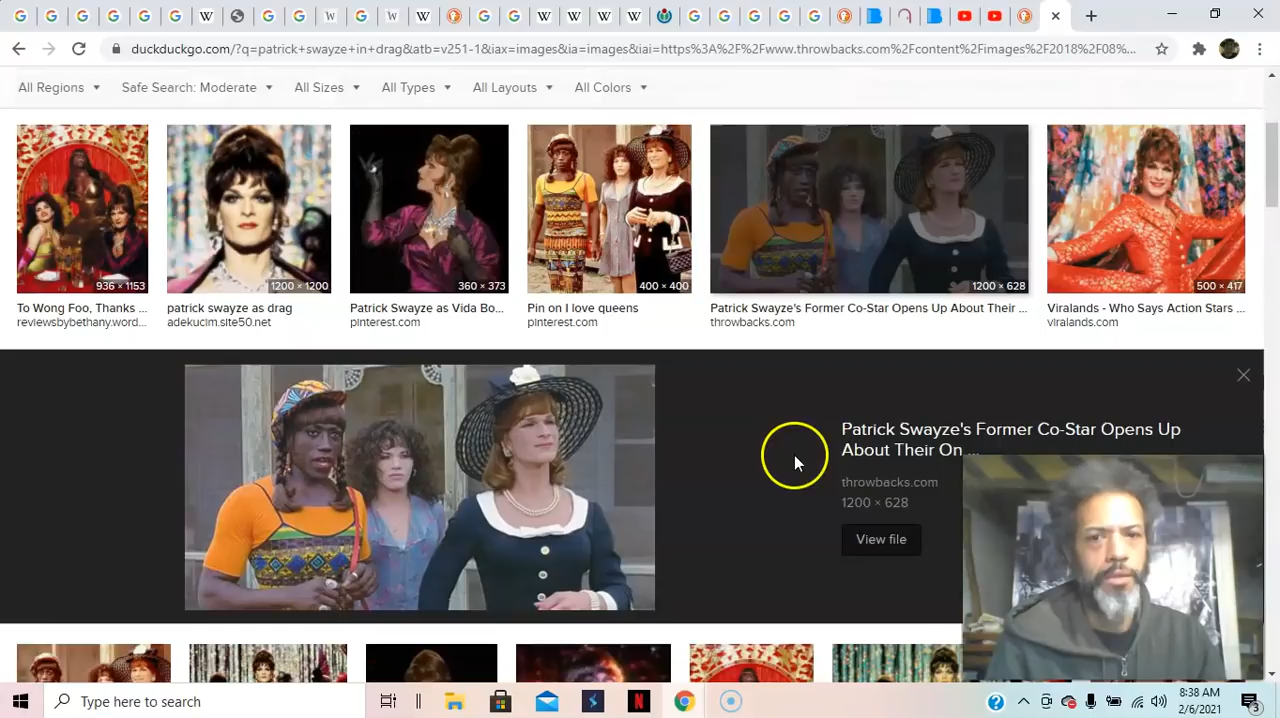 duckduckgo.com/?q=patrick+swayze+in+drag&atb=v251-1&iax=images&ia=images&iai=https%3A%2F%2Fwww.throwbacks.com%2Fcontent%2Fimages%2F2018%2F08%...
All Regions
Safe Search: Moderate
All Sizes
All Types
All Layouts
All Colors
936 × 1153
1200 × 1200
360 × 373
400 × 400
1200 × 628
500 × 417
To Wong Foo, Thanks ...
patrick swayze as drag
Patrick Swayze as Vida Bo...
Pin on I love queens
Patrick Swayze's Former Co-Star Opens Up About Their ...
Viralands - Who Says Action Stars ...
reviewsbybethany.word...
adekucim.site50.net
pinterest.com
pinterest.com
throwbacks.com
viralands.com
Patrick Swayze's Former Co-Star Opens Up
About Their On ...
throwbacks.com
1200 × 628
View file
Type here to search
8:38 AM
2/6/2021
3